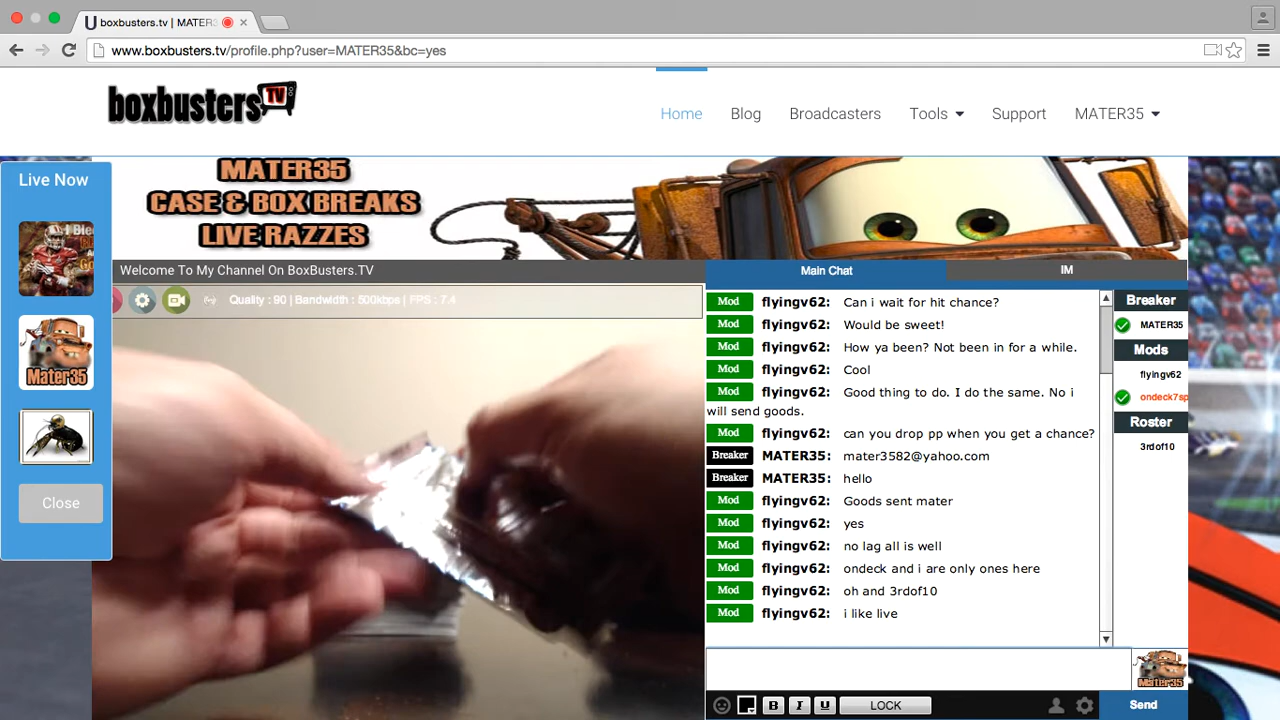 boxbusters.tv | MATER3
www.boxbusters.tv/profile.php?user=MATER35&bc=yes
boxbusters TV
Home Blog Broadcasters Tools Support MATER35
Live Now
Mater35
Close
MATER35
CASE & BOX BREAKS
LIVE RAZZES
Welcome To My Channel On BoxBusters.TV
Quality : 90 | Bandwidth : 500kbps | FPS : 7.4
Main Chat IM
Mod flyingv62: Can i wait for hit chance?
Mod flyingv62: Would be sweet!
Mod flyingv62: How ya been? Not been in for a while.
Mod flyingv62: Cool
Mod flyingv62: Good thing to do. I do the same. No i
will send goods.
Mod flyingv62: can you drop pp when you get a chance?
Breaker MATER35: mater3582@yahoo.com
Breaker MATER35: hello
Mod flyingv62: Goods sent mater
Mod flyingv62: yes
Mod flyingv62: no lag all is well
Mod flyingv62: ondeck and i are only ones here
Mod flyingv62: oh and 3rdof10
Mod flyingv62: i like live
Breaker
MATER35
Mods
flyingv62
ondeck7sp
Roster
3rdof10
Mater35
B I U LOCK Send